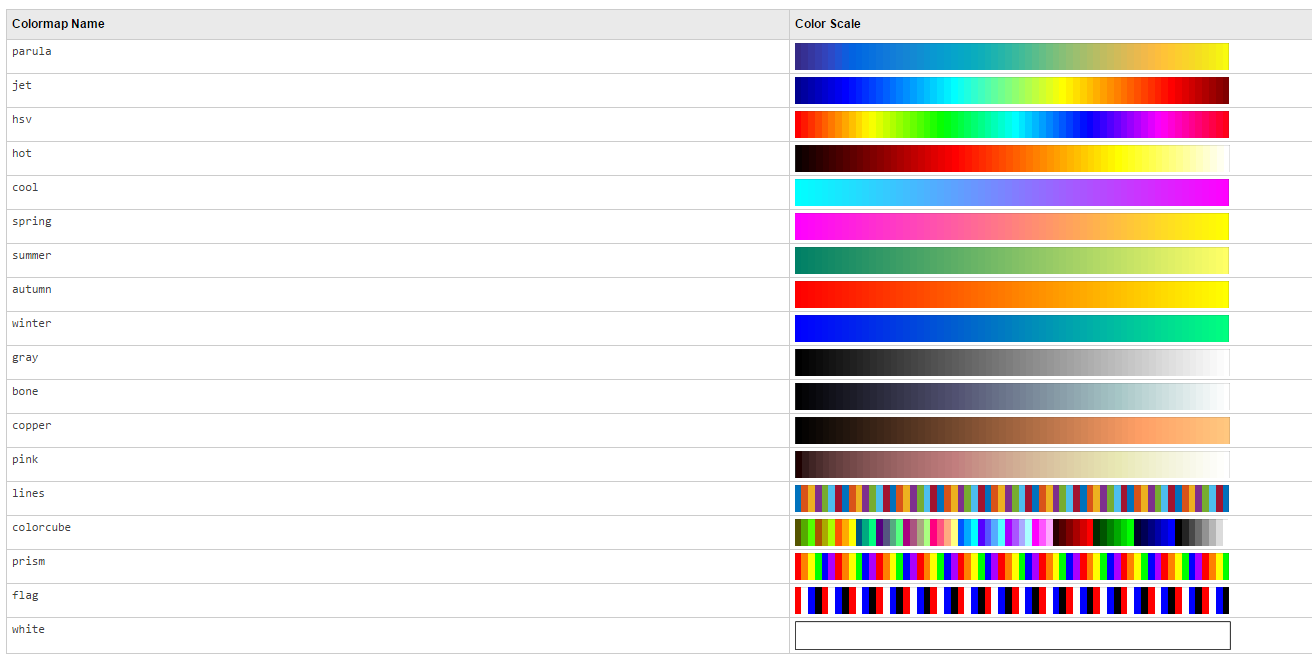 Colormap Name Color Scale
parula
jet
hsv
hot
cool
spring
summer
autumn
winter
gray
bone
copper
pink
lines
colorcube
prism
flag
white